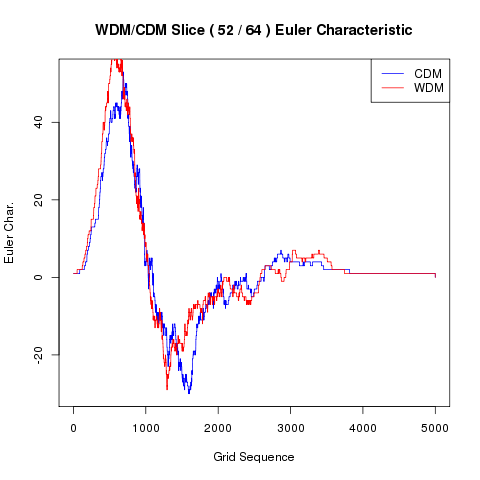 WDM/CDM Slice ( 52 / 64 ) Euler Characteristic
CDM
WDM
Euler Char.
40
20
0
-20
0
1000
2000
3000
4000
5000
Grid Sequence